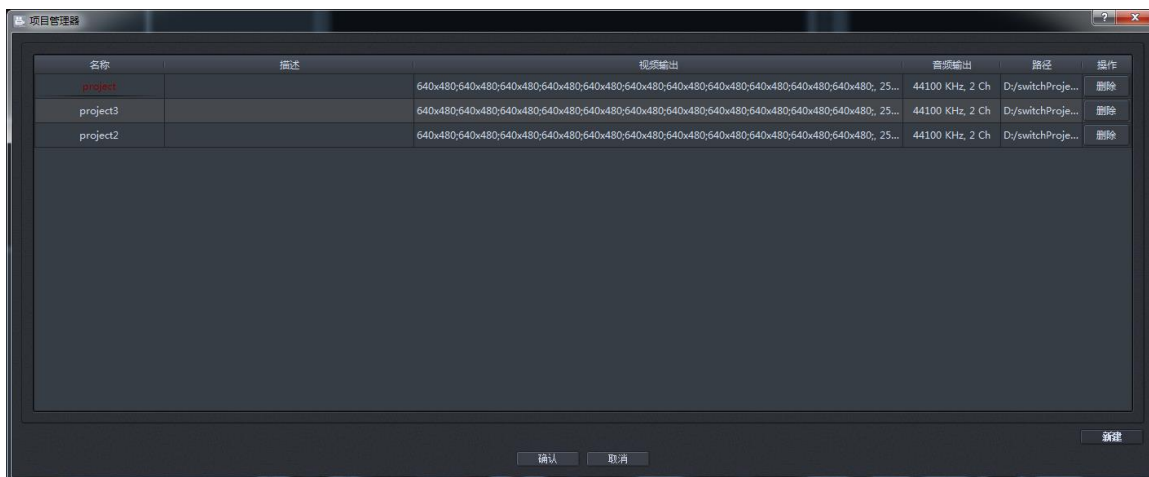 项目管理器
名称 描述 视频输出 音频输出 路径 操作
project 640x480;640x480;640x480;640x480;640x480;640x480;640x480;640x480;640x480;640x480;640x480;, 25... 44100 KHz, 2 Ch D:/switchProje... 删除
project3 640x480;640x480;640x480;640x480;640x480;640x480;640x480;640x480;640x480;640x480;640x480;, 25... 44100 KHz, 2 Ch D:/switchProje... 删除
project2 640x480;640x480;640x480;640x480;640x480;640x480;640x480;640x480;640x480;640x480;640x480;, 25... 44100 KHz, 2 Ch D:/switchProje... 删除
新建
确认 取消